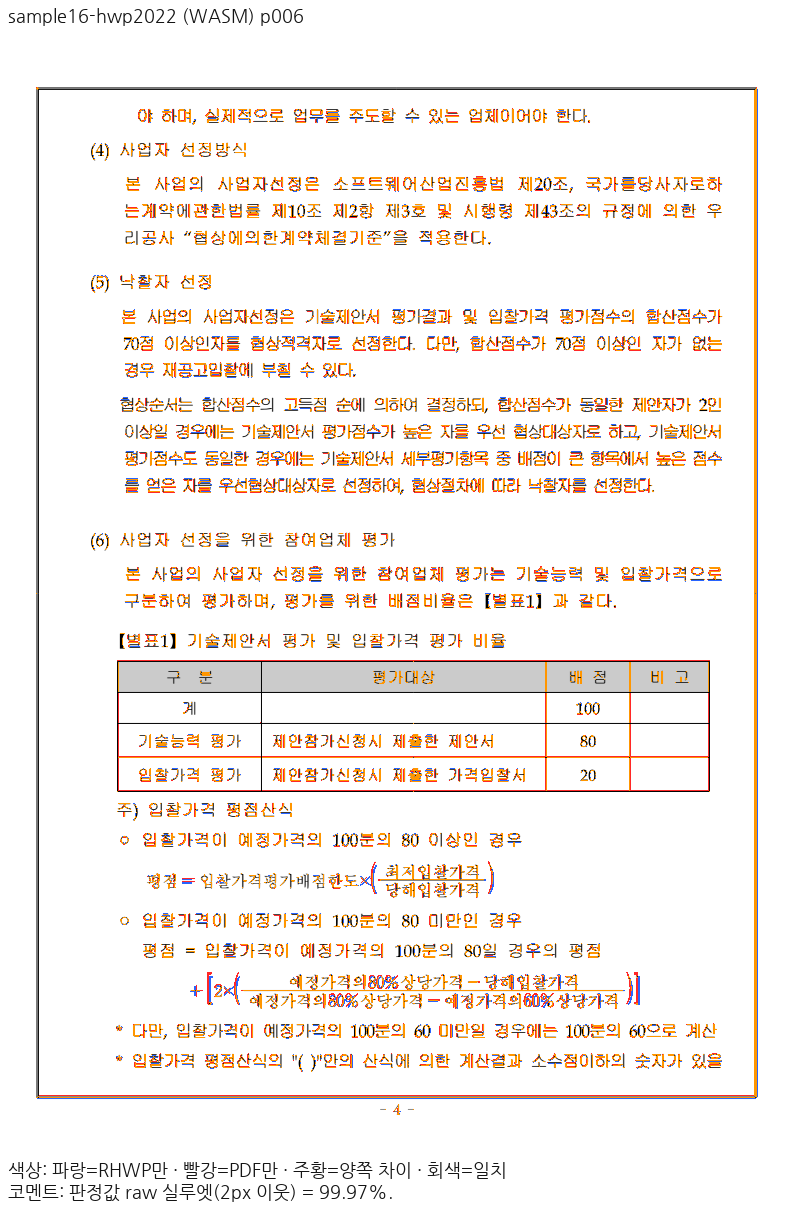 sample16-hwp2022 (WASM) p006
야 하며, 실제적으로 업무를 주도할 수 있는 업체이어야 한다.
(4) 사업자 선정방식
본 사업의 사업자선정은 소프트웨어산업진흥법 제20조, 국가를당사자로하
는계약에관한법률 제10조 제2항 제3호 및 시행령 제43조의 규정에 의한 우
리공사 “협상에의한계약체결기준”을 적용한다.
(5) 낙찰자 선정
본 사업의 사업자선정은 기술제안서 평가결과 및 입찰가격 평가점수의 합산점수가
70점 이상인자를 협상적격자로 선정한다. 다만, 합산점수가 70점 이상인 자가 없는
경우 재공고입찰에 부칠 수 있다.
협상순서는 합산점수의 고득점 순에 의하여 결정하되, 합산점수가 동일한 제안자가 2인
이상일 경우에는 기술제안서 평가점수가 높은 자를 우선 협상대상자로 하고, 기술제안서
평가점수도 동일한 경우에는 기술제안서 세부평가항목 중 배점이 큰 항목에서 높은 점수
를 얻은 자를 우선협상대상자로 선정하여, 협상절차에 따라 낙찰자를 선정한다.
(6) 사업자 선정을 위한 참여업체 평가
본 사업의 사업자 선정을 위한 참여업체 평가는 기술능력 및 입찰가격으로
구분하여 평가하며, 평가를 위한 배점비율은 【별표1】 과 같다.
【별표1】 기술제안서 평가 및 입찰가격 평가 비율
구 분 평가대상 배 점 비 고
계 100
기술능력 평가 제안참가신청시 제출한 제안서 80
입찰가격 평가 제안참가신청시 제출한 가격입찰서 20
주) 입찰가격 평점산식
○ 입찰가격이 예정가격의 100분의 80 이상인 경우
평점 = 입찰가격평가배점한도×(최저입찰가격/당해입찰가격)
○ 입찰가격이 예정가격의 100분의 80 미만인 경우
평점 = 입찰가격이 예정가격의 100분의 80일 경우의 평점
+[2×(예정가격의80%상당가격 - 당해입찰가격/예정가격의80%상당가격 - 예정가격의60%상당가격)]
* 다만, 입찰가격이 예정가격의 100분의 60 미만일 경우에는 100분의 60으로 계산
* 입찰가격 평점산식의 "( )"만의 산식에 의한 계산결과 소수점이하의 숫자가 있을
- 4 -
색상: 파랑=RHWP만 · 빨강=PDF만 · 주황=양쪽 차이 · 회색=일치
코멘트: 판정값 raw 실루엣(2px 이웃) = 99.97%.